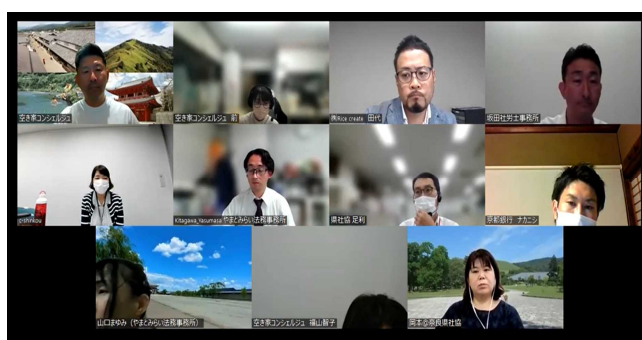 空き家コンシェルジュ
空き家コンシェルジュ 前
㈱Rice create 田代
坂田社労士事務所
Kitagawa_Yasumasa やまとみらい法務事務所
県社協 足利
京都銀行 ナカニシ
山口まゆみ（やまとみらい法務事務所）
空き家コンシェルジュ 横山智子
岡本＠奈良県社協